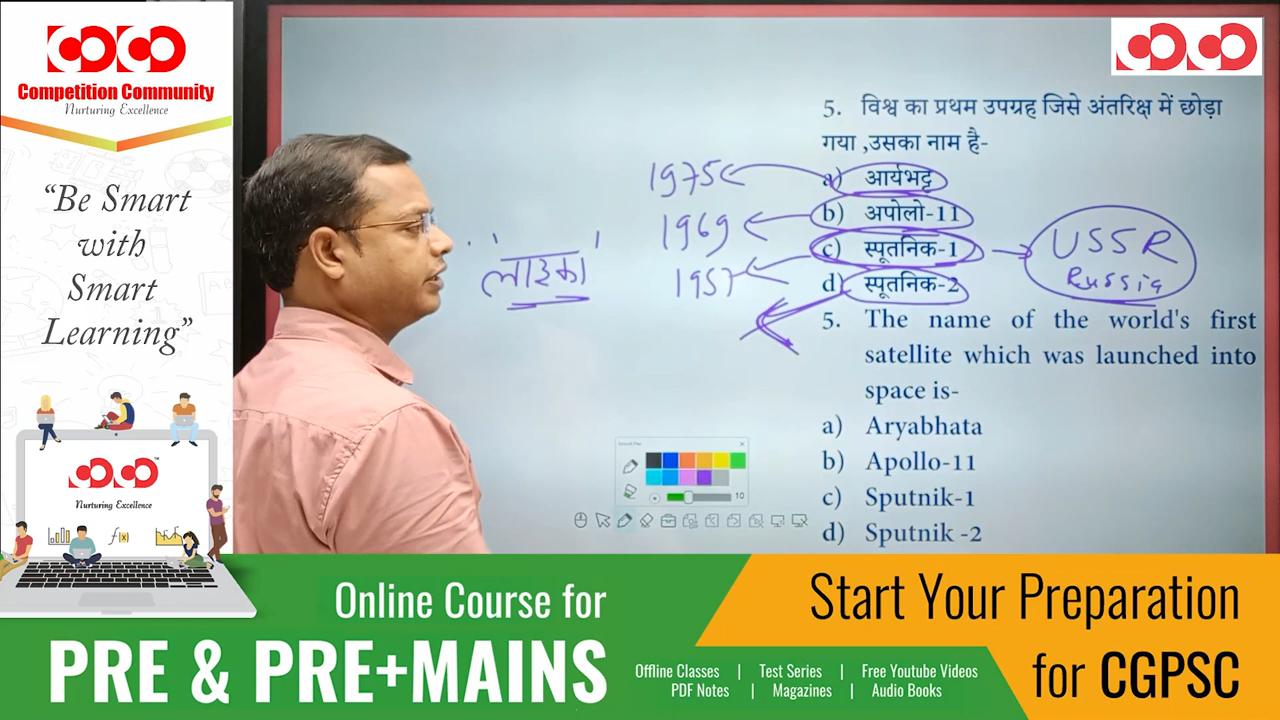 COCO
Competition Community
Nurturing Excellence
“Be Smart
with
Smart
Learning”
Nurturing Excellence
f(x)
5. विश्व का प्रथम उपग्रह जिसे अंतरिक्ष में छोड़ा
गया ,उसका नाम है-
1975
a) आर्यभट्ट
1969
b) अपोलो-11
लाइका
1957
c) स्पूतनिक-1
USSR
Russia
d) स्पूतनिक-2
5. The name of the world's first
satellite which was launched into
space is-
a) Aryabhata
b) Apollo-11
c) Sputnik-1
d) Sputnik -2
10
Online Course for
PRE & PRE+MAINS
Offline Classes | Test Series | Free Youtube Videos
PDF Notes | Magazines | Audio Books
Start Your Preparation
for CGPSC